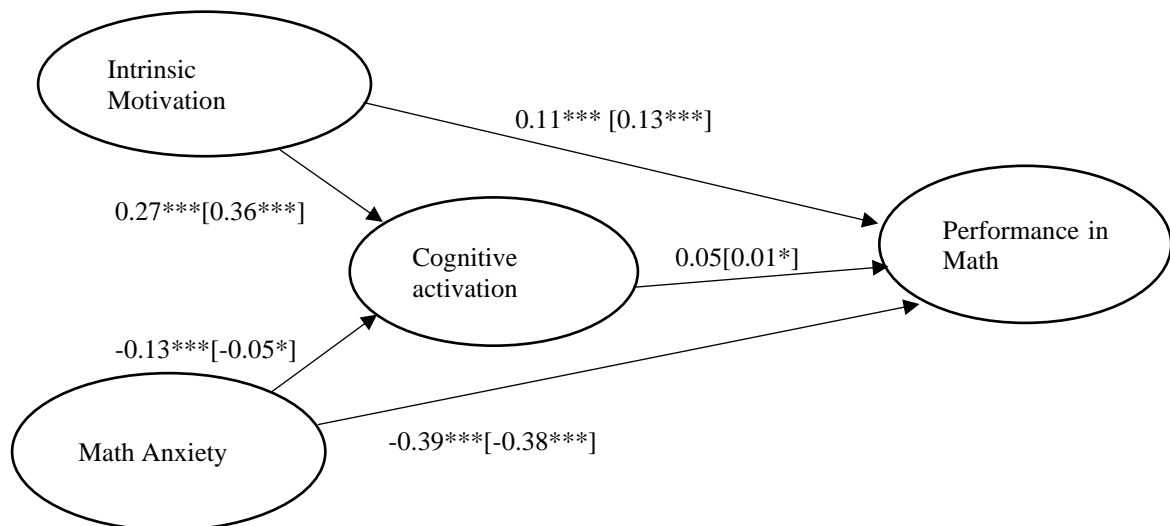 Intrinsic
Motivation
0.11*** [0.13***]
0.27***[0.36***]
Cognitive
activation
0.05[0.01*]
Performance in
Math
-0.13***[-0.05*]
Math Anxiety
-0.39***[-0.38***]